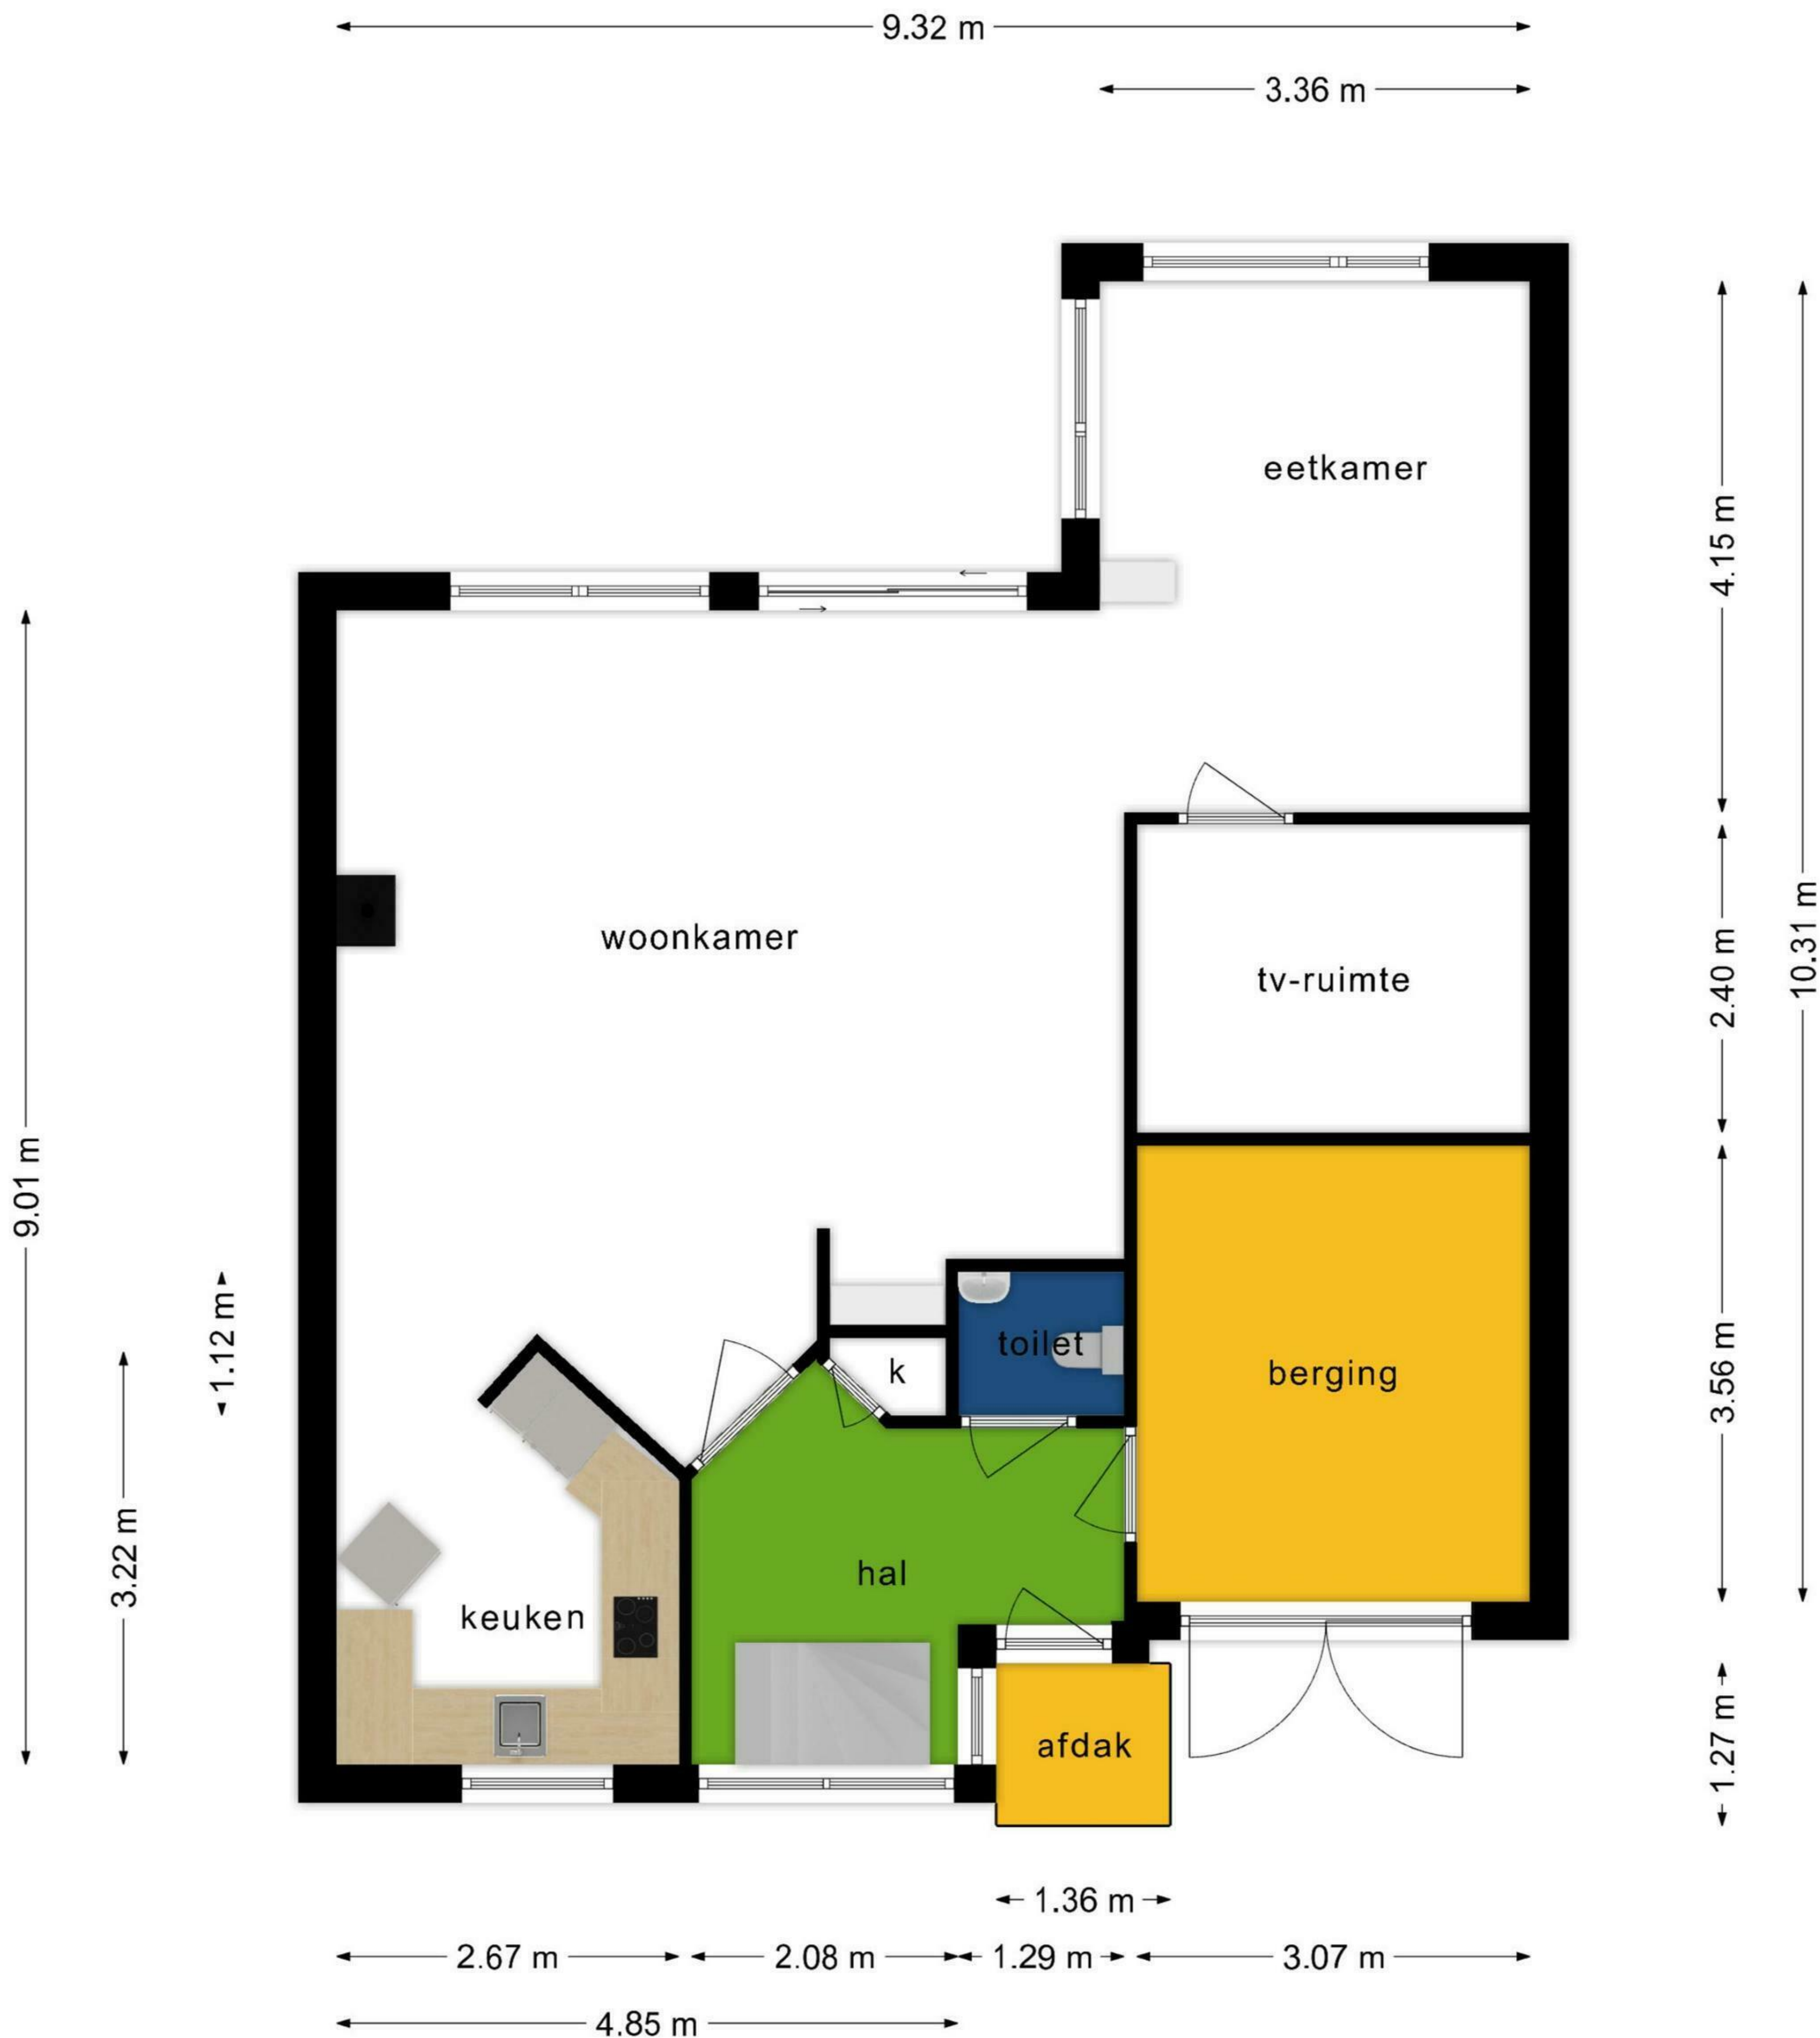 9.32 m
3.36 m
eetkamer
4.15 m
woonkamer
tv-ruimte
2.40 m
10.31 m
9.01 m
1.12 m
toilet
k
berging
3.56 m
3.22 m
hal
keuken
afdak
1.27 m
1.36 m
2.67 m
2.08 m
1.29 m
3.07 m
4.85 m